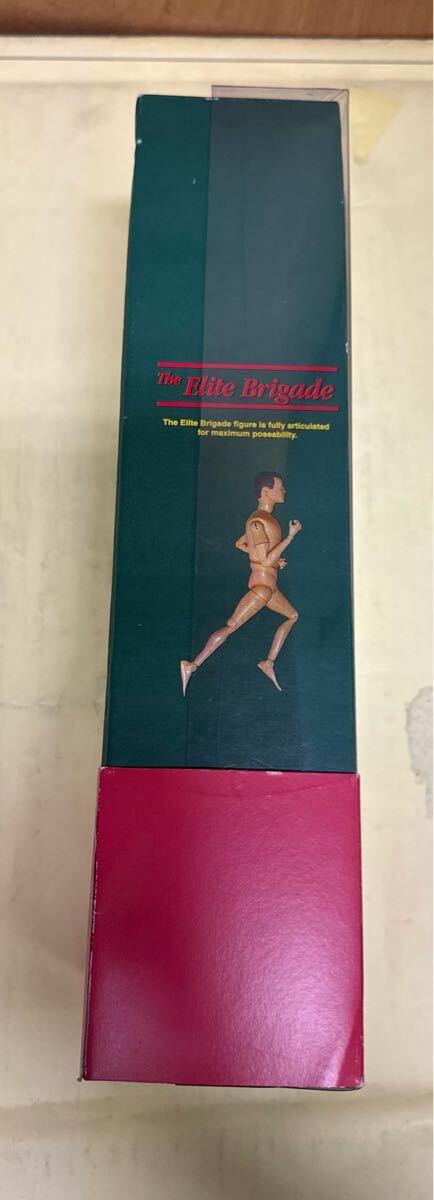 The Elite Brigade
The Elite Brigade figure is fully articulated
for maximum poseability.